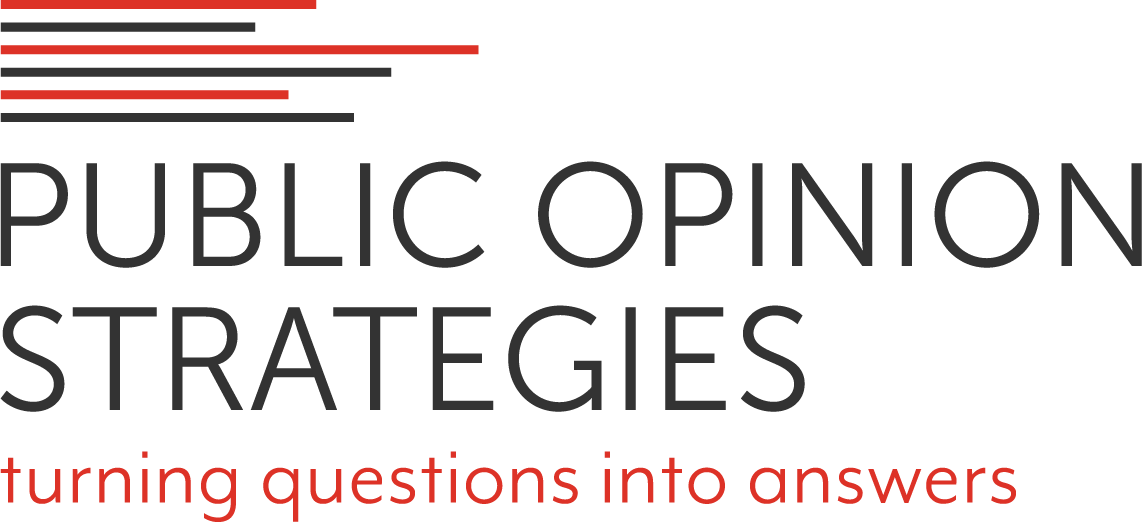 PUBLIC OPINION
STRATEGIES
turning questions into answers